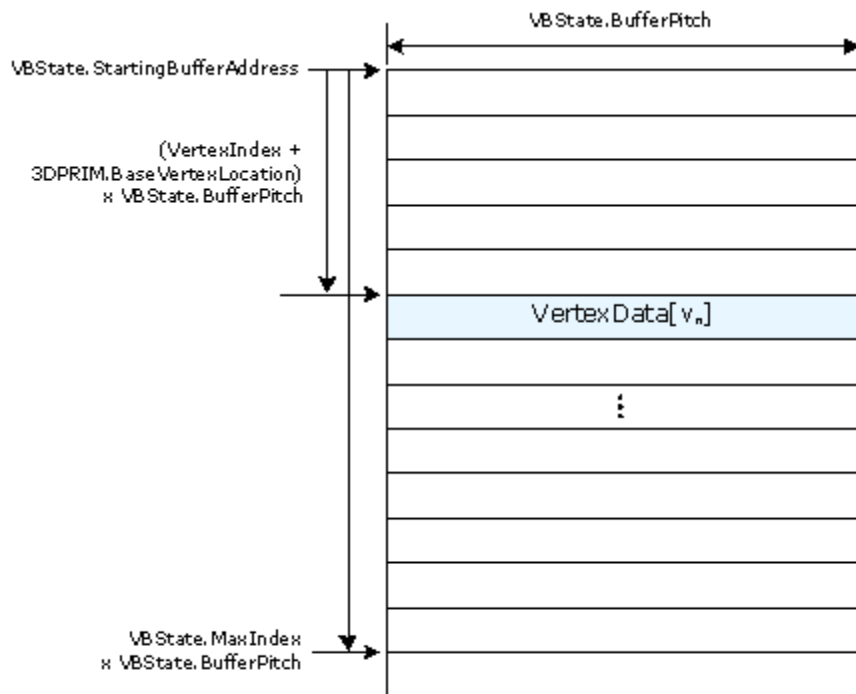 VBState.BufferPitch
VBState.StartingBufferAddress
(VertexIndex +
3DPRIM.BaseVertexLocation)
x VBState.BufferPitch
VertexData[vₙ]
⋮
VBState.MaxIndex
x VBState.BufferPitch